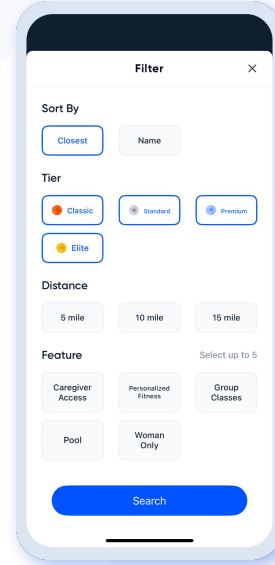 Filter
Sort By
Closest
Name
Tier
Classic
Standard
Premium
Elite
Distance
5 mile
10 mile
15 mile
Feature
Select up to 5
Caregiver
Access
Personalized
Fitness
Group
Classes
Pool
Woman
Only
Search